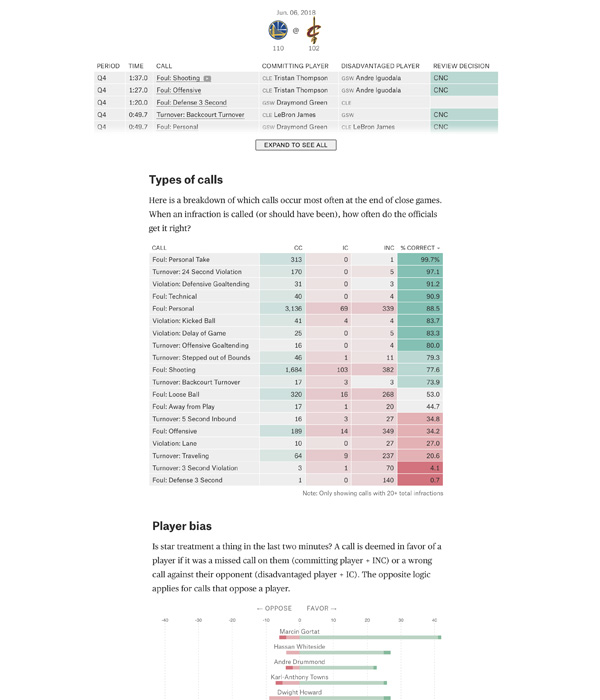 Jun. 06, 2018
@
110 102
PERIOD TIME CALL COMMITTING PLAYER DISADVANTAGED PLAYER REVIEW DECISION
Q4 1:37.0 Foul: Shooting CLE Tristan Thompson GSW Andre Iguodala CNC
Q4 1:27.0 Foul: Offensive CLE Tristan Thompson GSW Andre Iguodala CNC
Q4 1:20.0 Foul: Defense 3 Second GSW Draymond Green CLE
Q4 0:49.7 Turnover: Backcourt Turnover CLE LeBron James GSW CNC
Q4 0:49.7 Foul: Personal GSW Draymond Green CLE LeBron James CNC
EXPAND TO SEE ALL
Types of calls
Here is a breakdown of which calls occur most often at the end of close games.
When an infraction is called (or should have been), how often do the officials
get it right?
CALL CC IC INC % CORRECT
Foul: Personal Take 313 0 1 99.7%
Turnover: 24 Second Violation 170 0 5 97.1
Violation: Defensive Goaltending 31 0 3 91.2
Foul: Technical 40 0 4 90.9
Foul: Personal 3,136 69 339 88.5
Violation: Kicked Ball 41 4 4 83.7
Violation: Delay of Game 25 0 5 83.3
Turnover: Offensive Goaltending 16 0 4 80.0
Turnover: Stepped out of Bounds 46 1 11 79.3
Foul: Shooting 1,684 103 382 77.6
Turnover: Backcourt Turnover 17 3 3 73.9
Foul: Loose Ball 320 16 268 53.0
Foul: Away from Play 17 1 20 44.7
Turnover: 5 Second Inbound 16 3 27 34.8
Foul: Offensive 189 14 349 34.2
Violation: Lane 10 0 27 27.0
Turnover: Traveling 64 9 237 20.6
Turnover: 3 Second Violation 3 1 70 4.1
Foul: Defense 3 Second 1 0 140 0.7
Note: Only showing calls with 20+ total infractions
Player bias
Is star treatment a thing in the last two minutes? A call is deemed in favor of a
player if it was a missed call on them (committing player + INC) or a wrong
call against their opponent (disadvantaged player + IC). The opposite logic
applies for calls that oppose a player.
← OPPOSE FAVOR →
-40 -30 -20 -10 0 10 20 30 40
Marcin Gortat
Hassan Whiteside
Andre Drummond
Karl-Anthony Towns
Dwight Howard